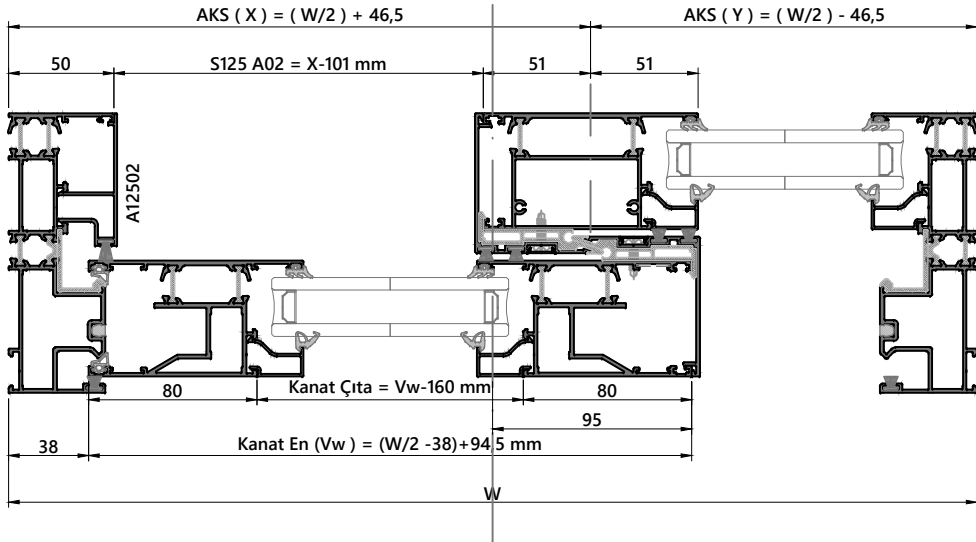 AKS ( X ) = ( W/2 ) + 46,5
AKS ( Y ) = ( W/2 ) - 46,5
50
S125 A02 = X-101 mm
51
51
A12502
80
Kanat Çıta = Vw-160 mm
80
95
38
Kanat En (Vw ) = (W/2 -38)+94,5 mm
W